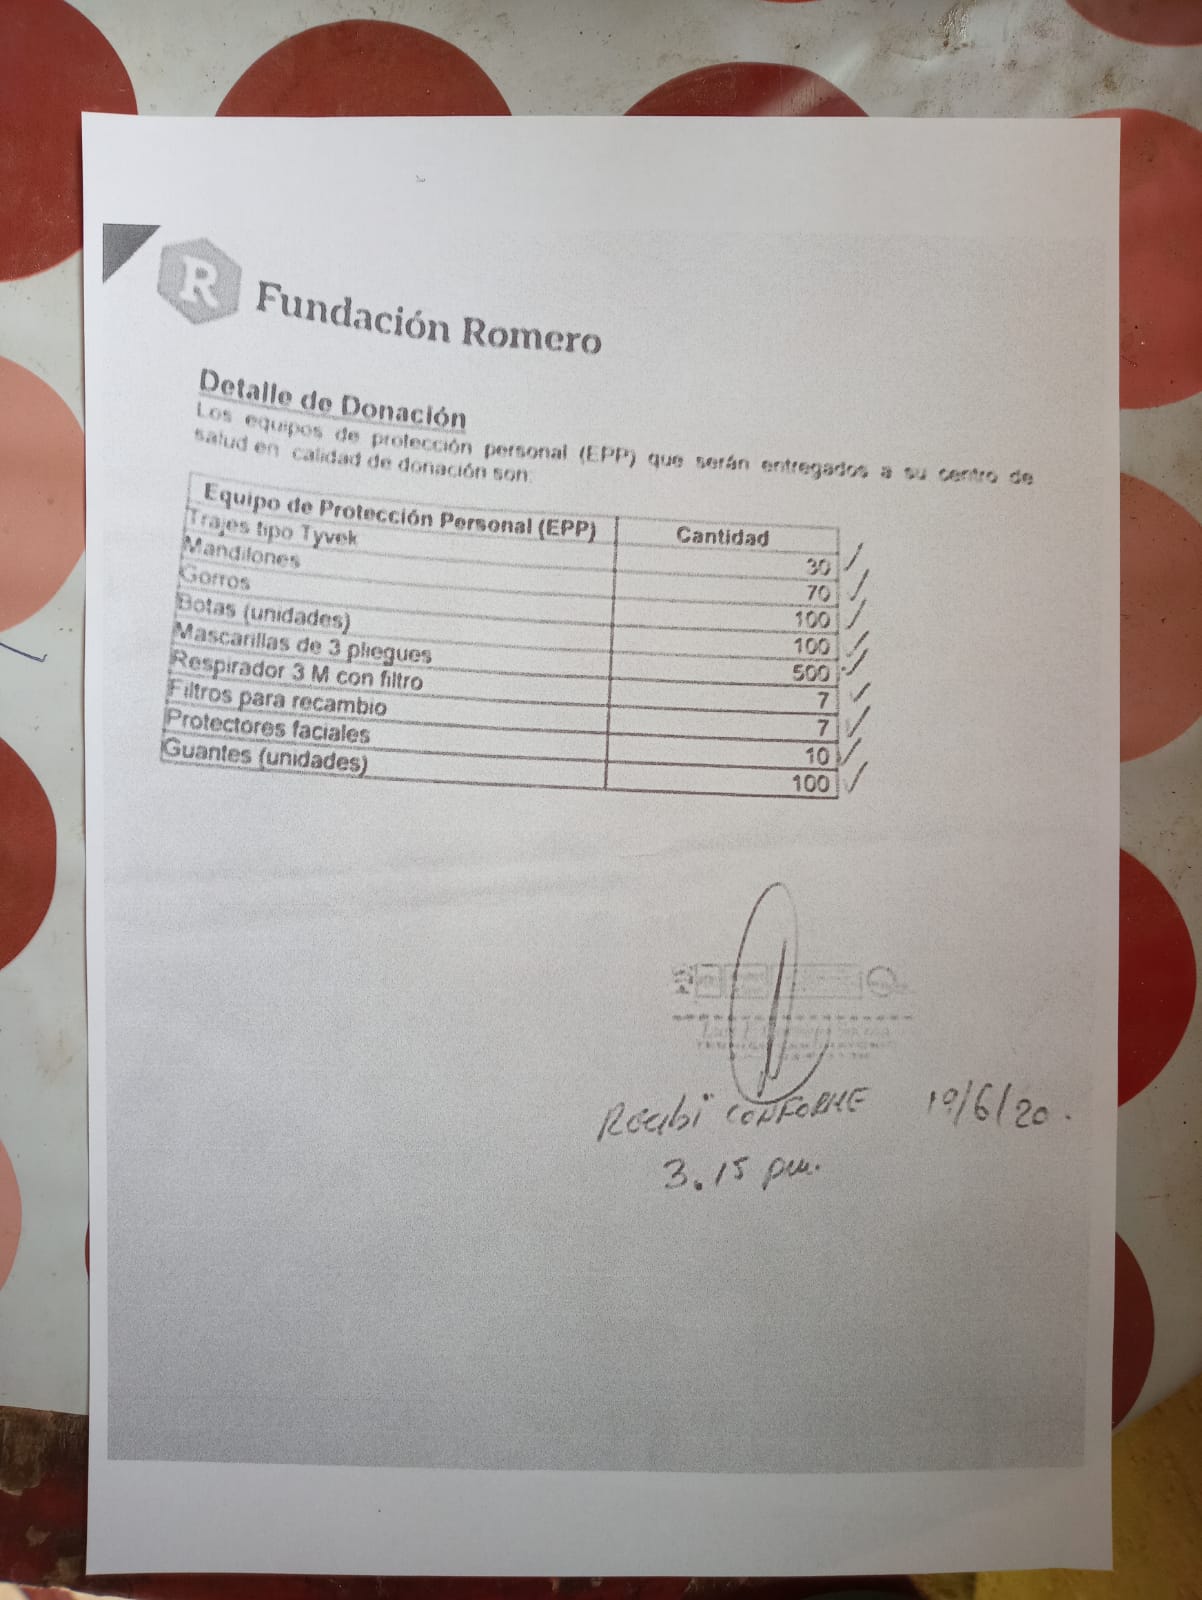 R Fundación Romero
Detalle de Donación
Los equipos de protección personal (EPP) que serán entregados a su centro de
salud en calidad de donación son:
Equipo de Protección Personal (EPP) Cantidad
Trajes tipo Tyvek 30
Mandilones 70
Gorros 100
Botas (unidades) 100
Mascarillas de 3 pliegues 500
Respirador 3 M con filtro 7
Filtros para recambio 7
Protectores faciales 10
Guantes (unidades) 100
Recibi CONFORME 19/6/20.
3.15 pm.